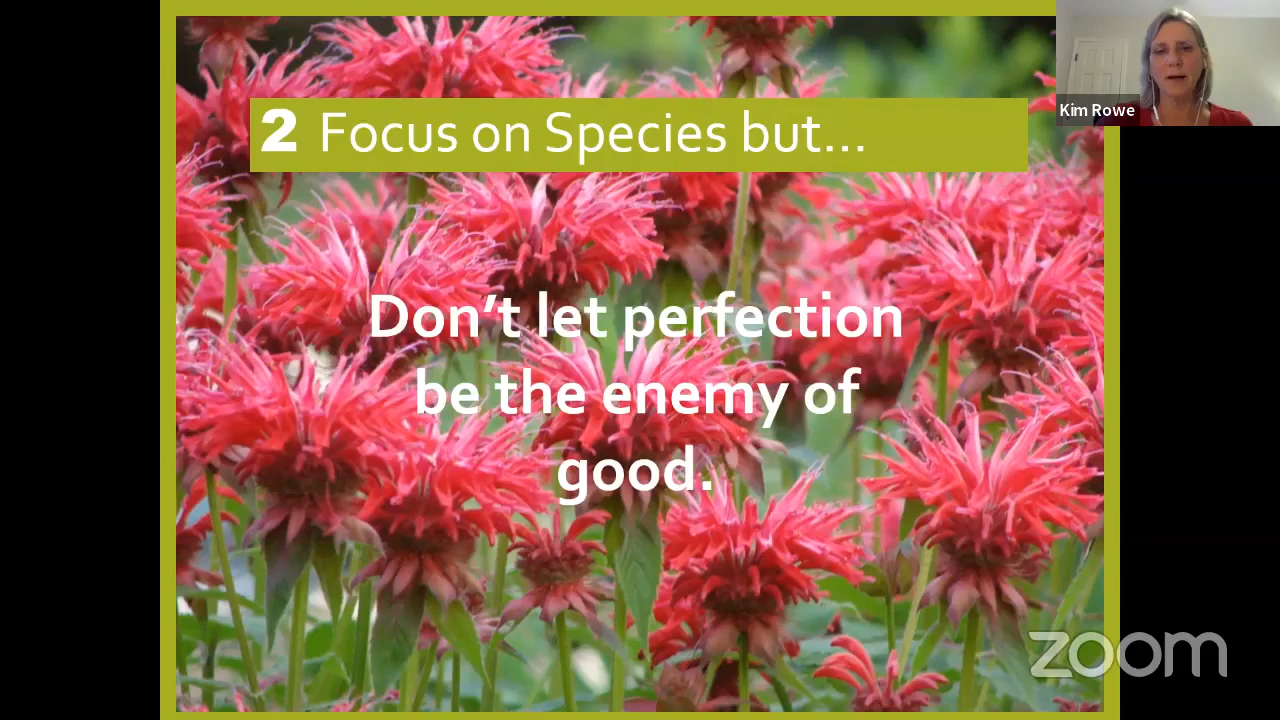 2 Focus on Species but...
Kim Rowe
Don't let perfection
be the enemy of
good.
zoom